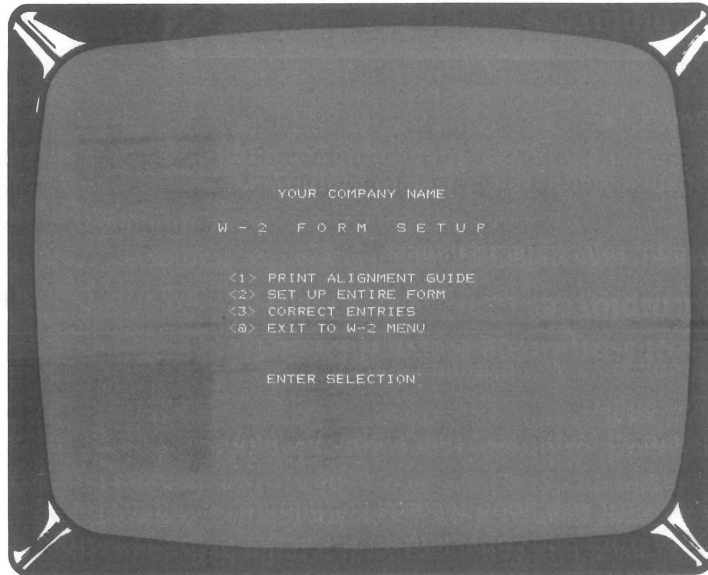 YOUR COMPANY NAME
W - 2 F O R M S E T U P
<1> PRINT ALIGNMENT GUIDE
<2> SET UP ENTIRE FORM
<3> CORRECT ENTRIES
<@> EXIT TO W-2 MENU
ENTER SELECTION